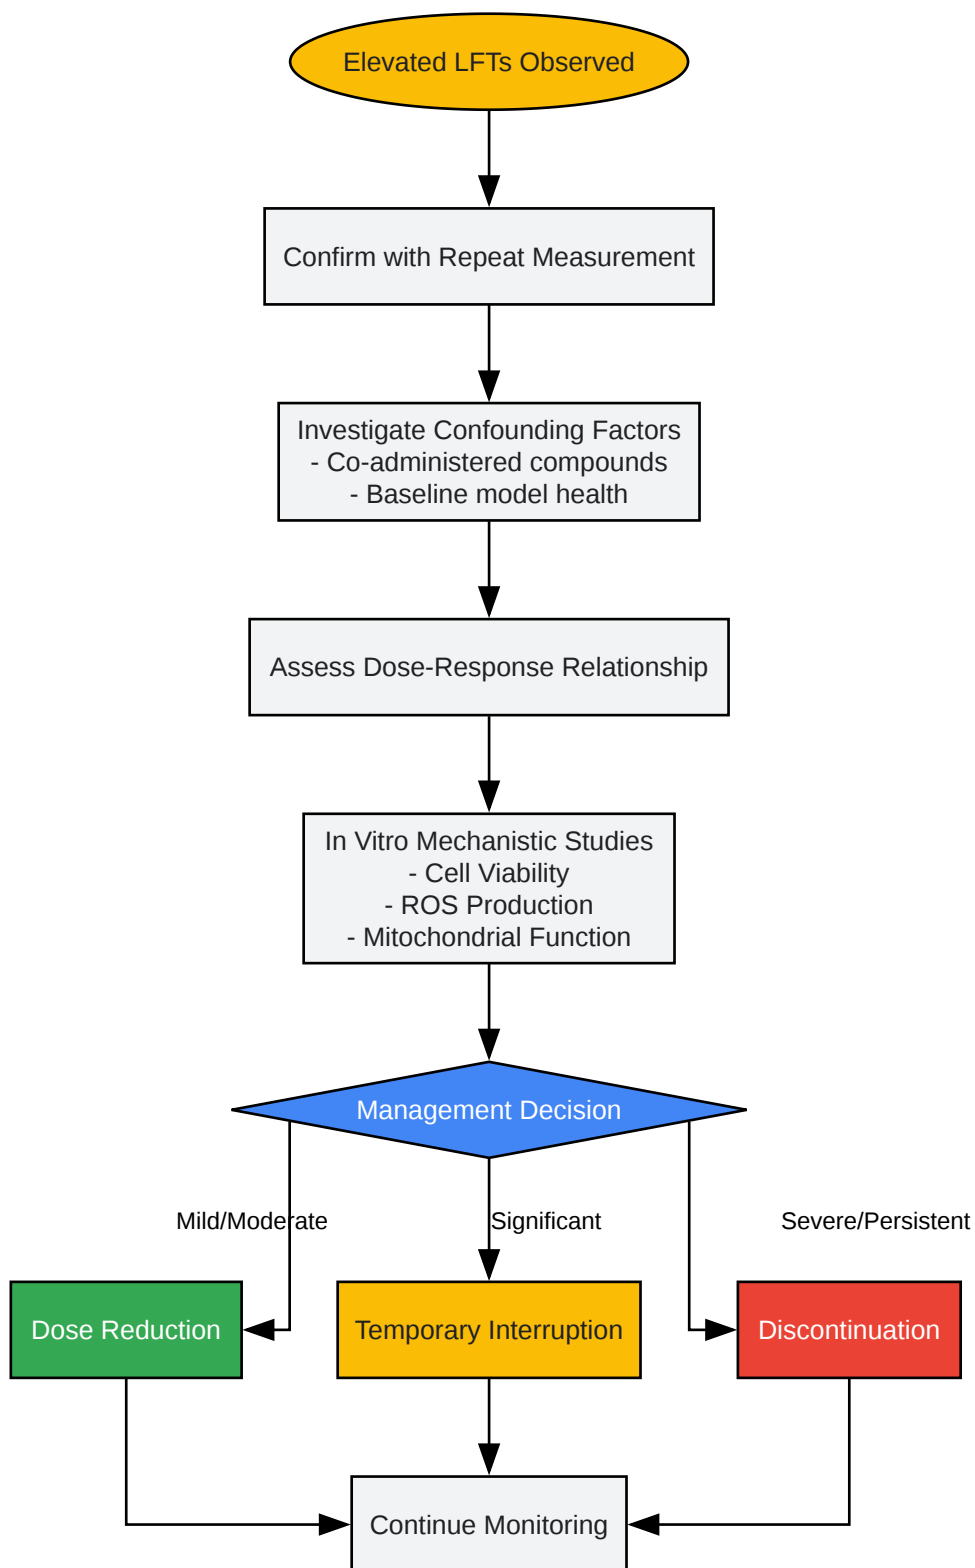 Elevated LFTs Observed
Confirm with Repeat Measurement
Investigate Confounding Factors
- Co-administered compounds
- Baseline model health
Assess Dose-Response Relationship
In Vitro Mechanistic Studies
- Cell Viability
- ROS Production
- Mitochondrial Function
Management Decision
Mild/Moderate
Significant
Severe/Persistent
Dose Reduction
Temporary Interruption
Discontinuation
Continue Monitoring